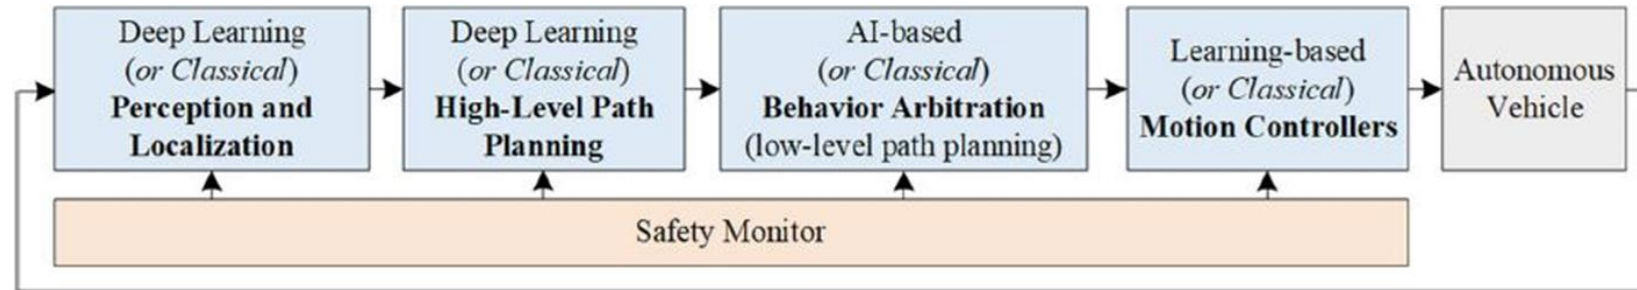 Deep Learning
(or Classical)
Perception and
Localization
Deep Learning
(or Classical)
High-Level Path
Planning
AI-based
(or Classical)
Behavior Arbitration
(low-level path planning)
Learning-based
(or Classical)
Motion Controllers
Autonomous
Vehicle
Safety Monitor